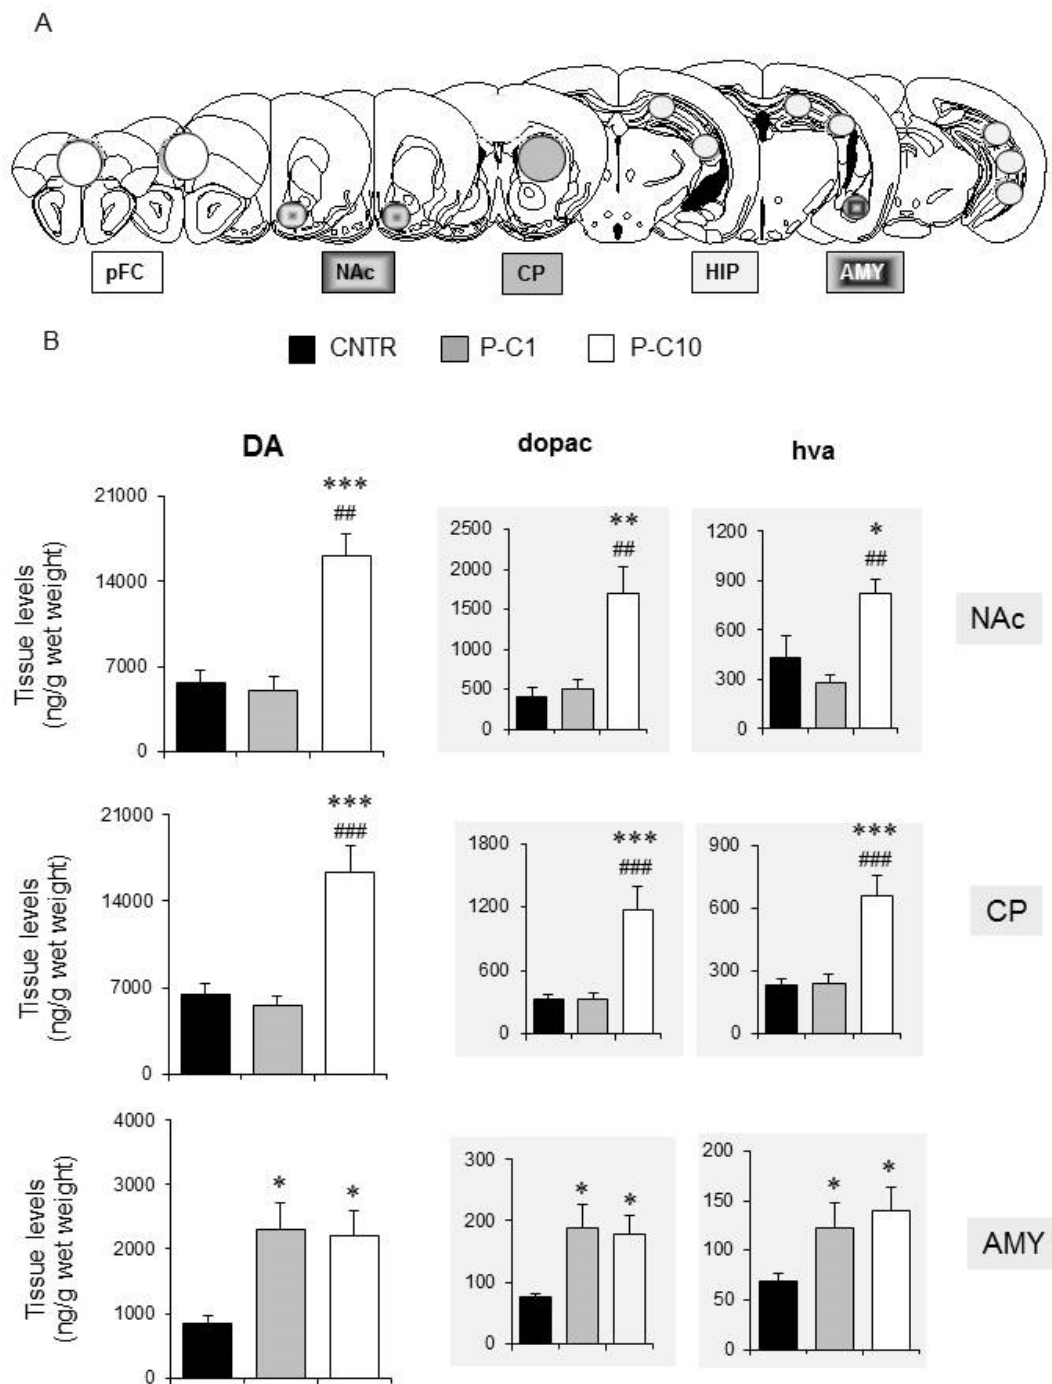 A
pFC
NAc
CP
HIP
AMY
B
CNTR
P-C1
P-C10
DA
dopac
hva
Tissue levels
(ng/g wet weight)
21000
14000
7000
0
***
##
2500
2000
1500
1000
500
0
**
##
1200
900
600
300
0
*
##
NAc
Tissue levels
(ng/g wet weight)
21000
14000
7000
0
***
###
1800
1200
600
0
***
###
900
600
300
0
***
###
CP
Tissue levels
(ng/g wet weight)
4000
3000
2000
1000
0
*
*
300
200
100
0
*
*
200
150
100
50
0
*
*
AMY